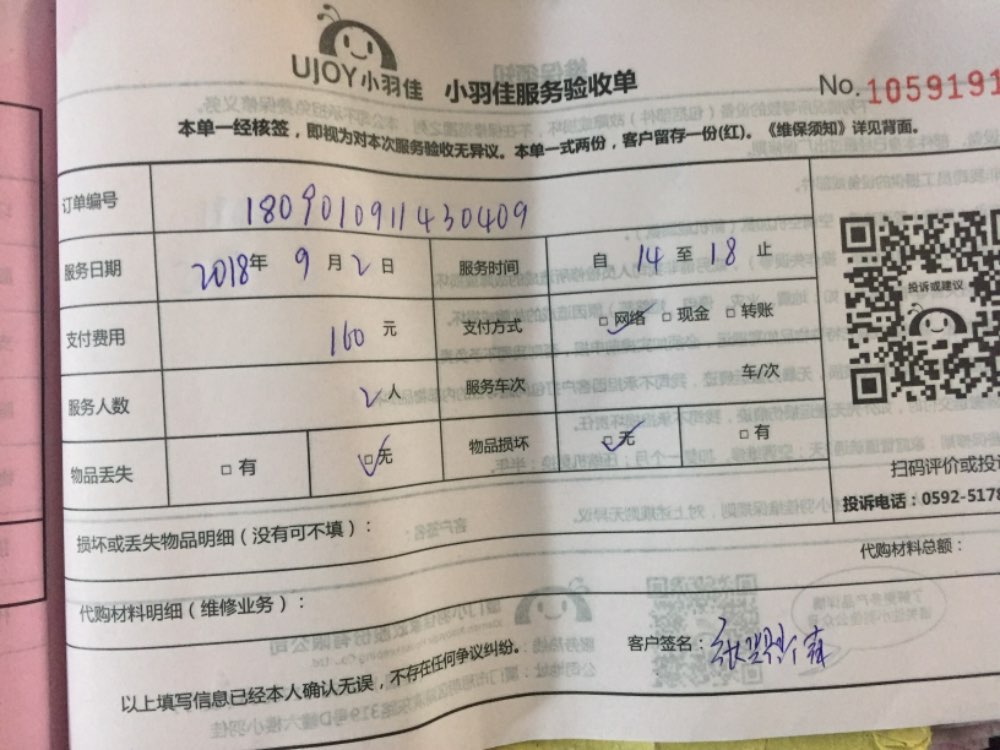 UJOY小羽佳 小羽佳服务验收单 No.1059191
本单一经核签，即视为对本次服务验收无异议。本单一式两份，客户留存一份(红)。《维保须知》详见背面。
订单编号 1809010911430409
服务日期 2018年 9 月 2 日 服务时间 自 14 至 18 止
投诉或建议
支付费用 160 元 支付方式 □网络 □现金 □转账
服务人数 2人 服务车次 车/次
物品丢失 □有 □无 物品损坏 □无 □有
扫码评价或投
投诉电话：0592-5178
损坏或丢失物品明细（没有可不填）：
代购材料总额：
代购材料明细（维修业务）：
客户签名：
以上填写信息已经本人确认无误，不存在任何争议纠纷。